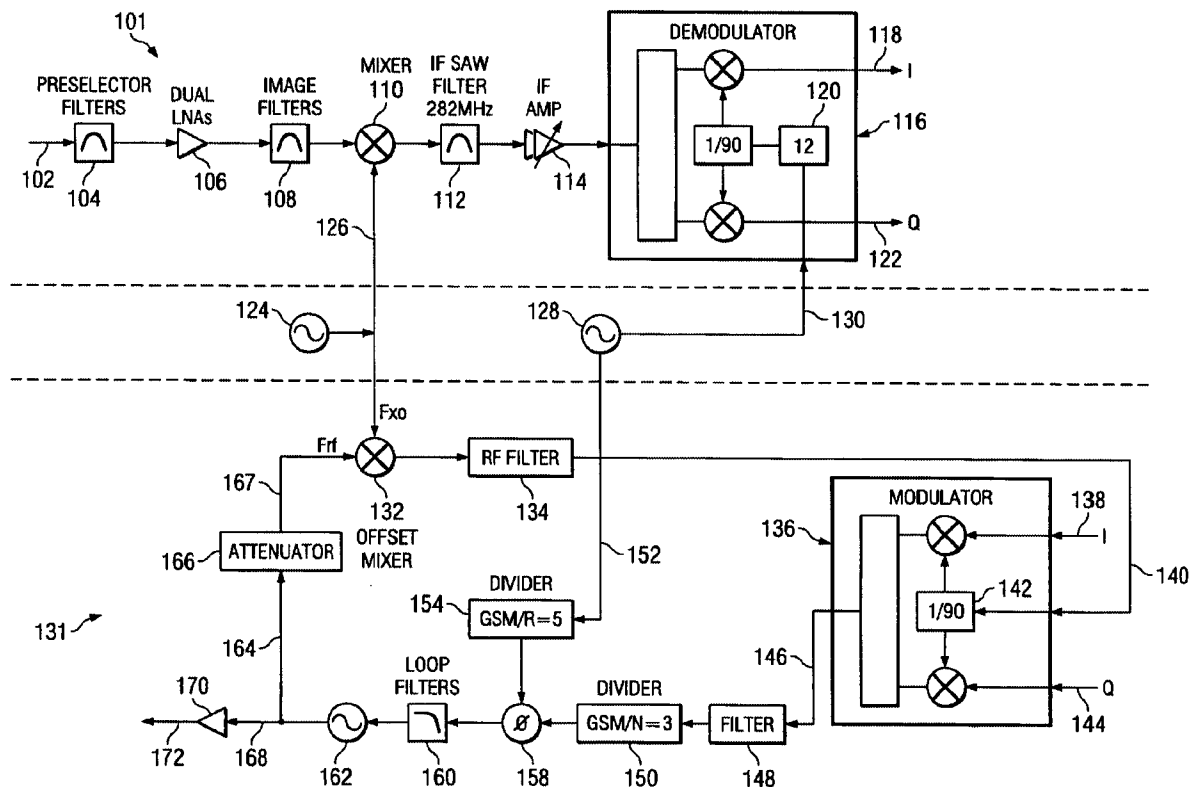 101
PRESELECTOR
FILTERS
DUAL
LNAs
IMAGE
FILTERS
MIXER
110
IF SAW
FILTER
282MHz
IF
AMP
DEMODULATOR
118
I
120
116
1/90
12
102
104
106
108
112
114
Q
122
126
124
128
130
Fxo
Frf
RF FILTER
167
132
134
MODULATOR
136
138
I
166
ATTENUATOR
OFFSET
MIXER
152
140
DIVIDER
154
GSM/R=5
142
1/90
131
164
146
LOOP
FILTERS
DIVIDER
170
Ø
GSM/N=3
FILTER
Q
144
172
168
162
160
158
150
148